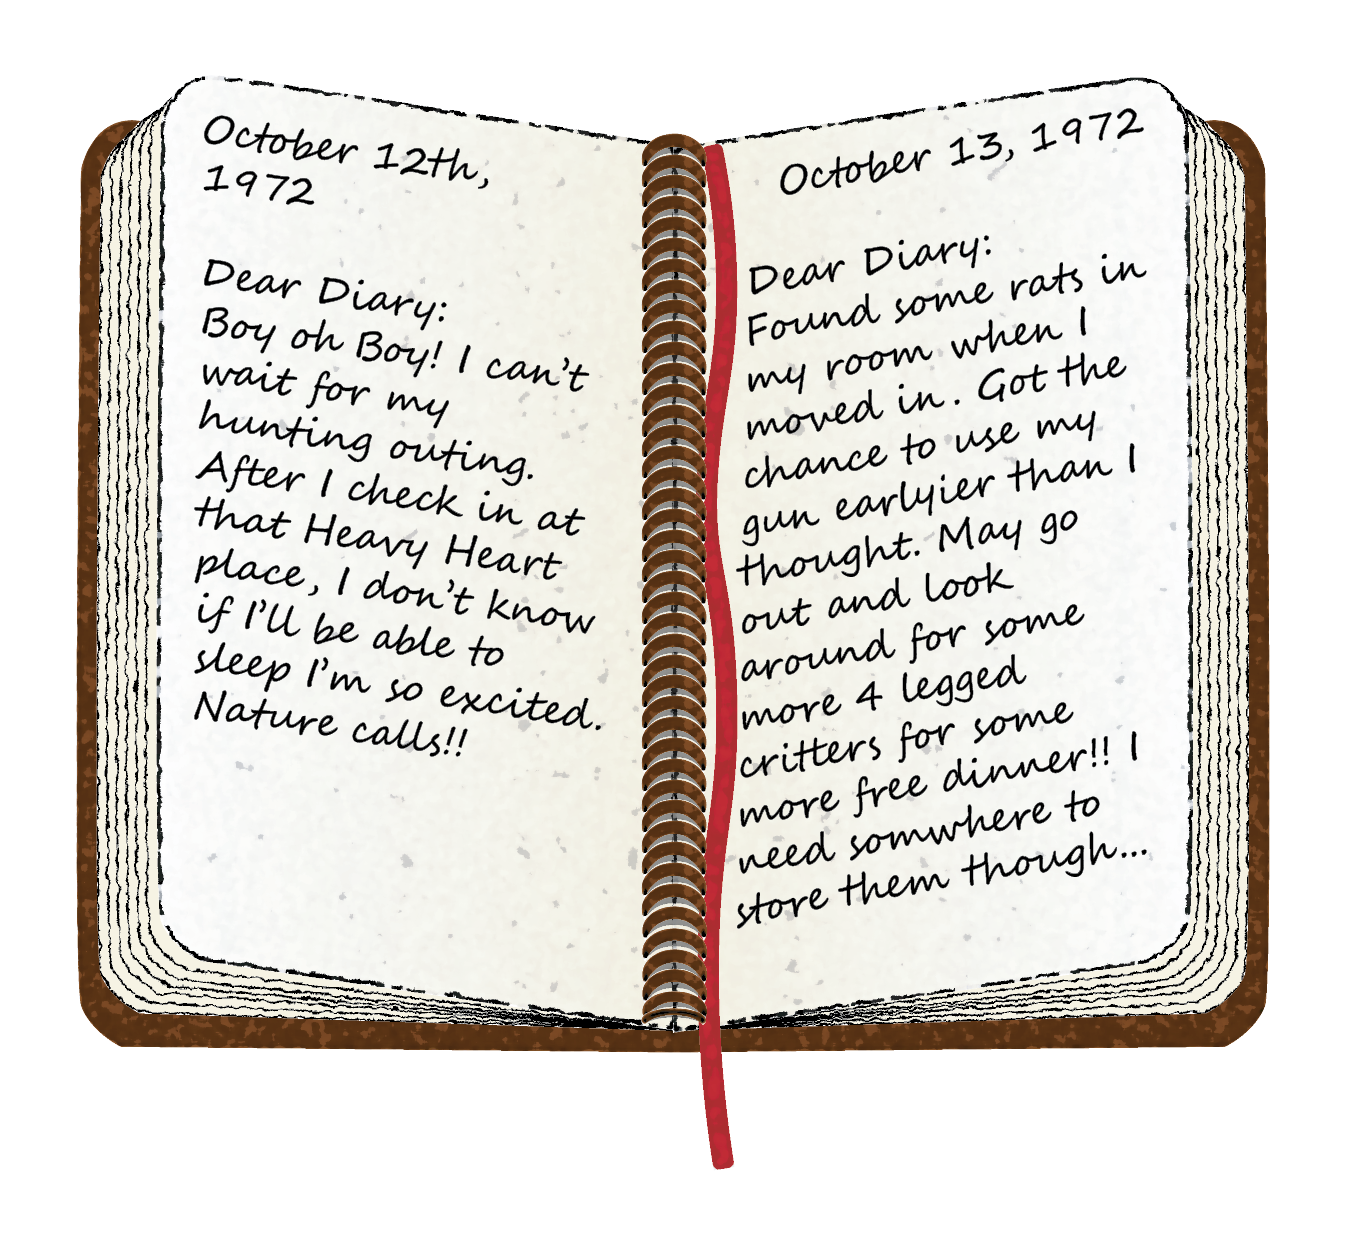 October 12th,
1972
Dear Diary:
Boy oh Boy! I can't
wait for my
hunting outing.
After I check in at
that Heavy Heart
place, I don't know
if I'll be able to
sleep I'm so excited.
Nature calls!!
October 13, 1972
Dear Diary:
Found some rats in
my room when I
moved in. Got the
chance to use my
gun earlyier than I
thought. May go
out and look
around for some
more 4 legged
critters for some
more free dinner!! I
need somwhere to
store them though...